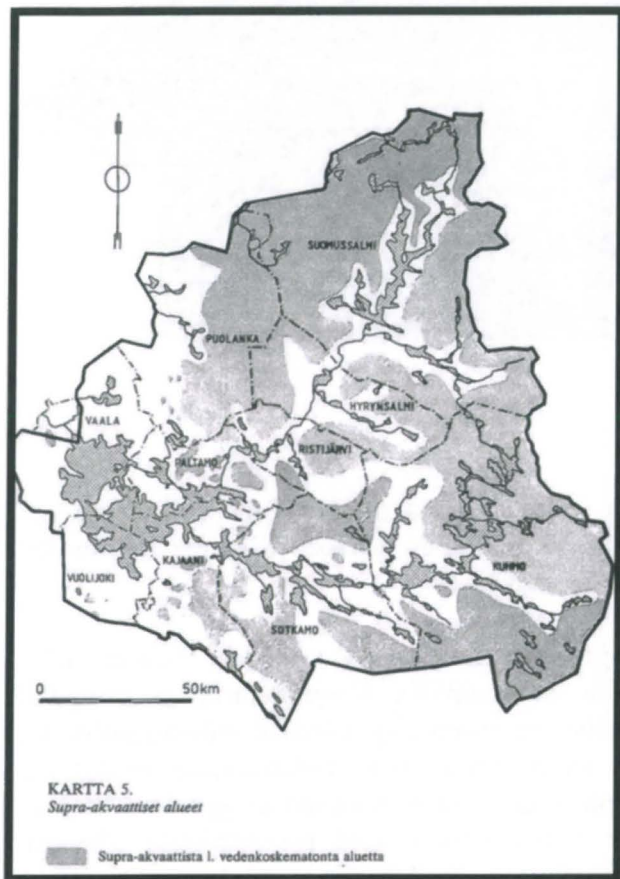 SUOMUSSALMI
PUOLANKA
HYRYNSALMI
VAALA
PALTAMO
RISTIJÄRVI
KAJAANI
KUHMO
VUOLIJOKI
SOTKAMO
0 50km
KARTTA 5.
Supra-akvaattiset alueet
Supra-akvaattista l. vedenkoskematonta aluetta